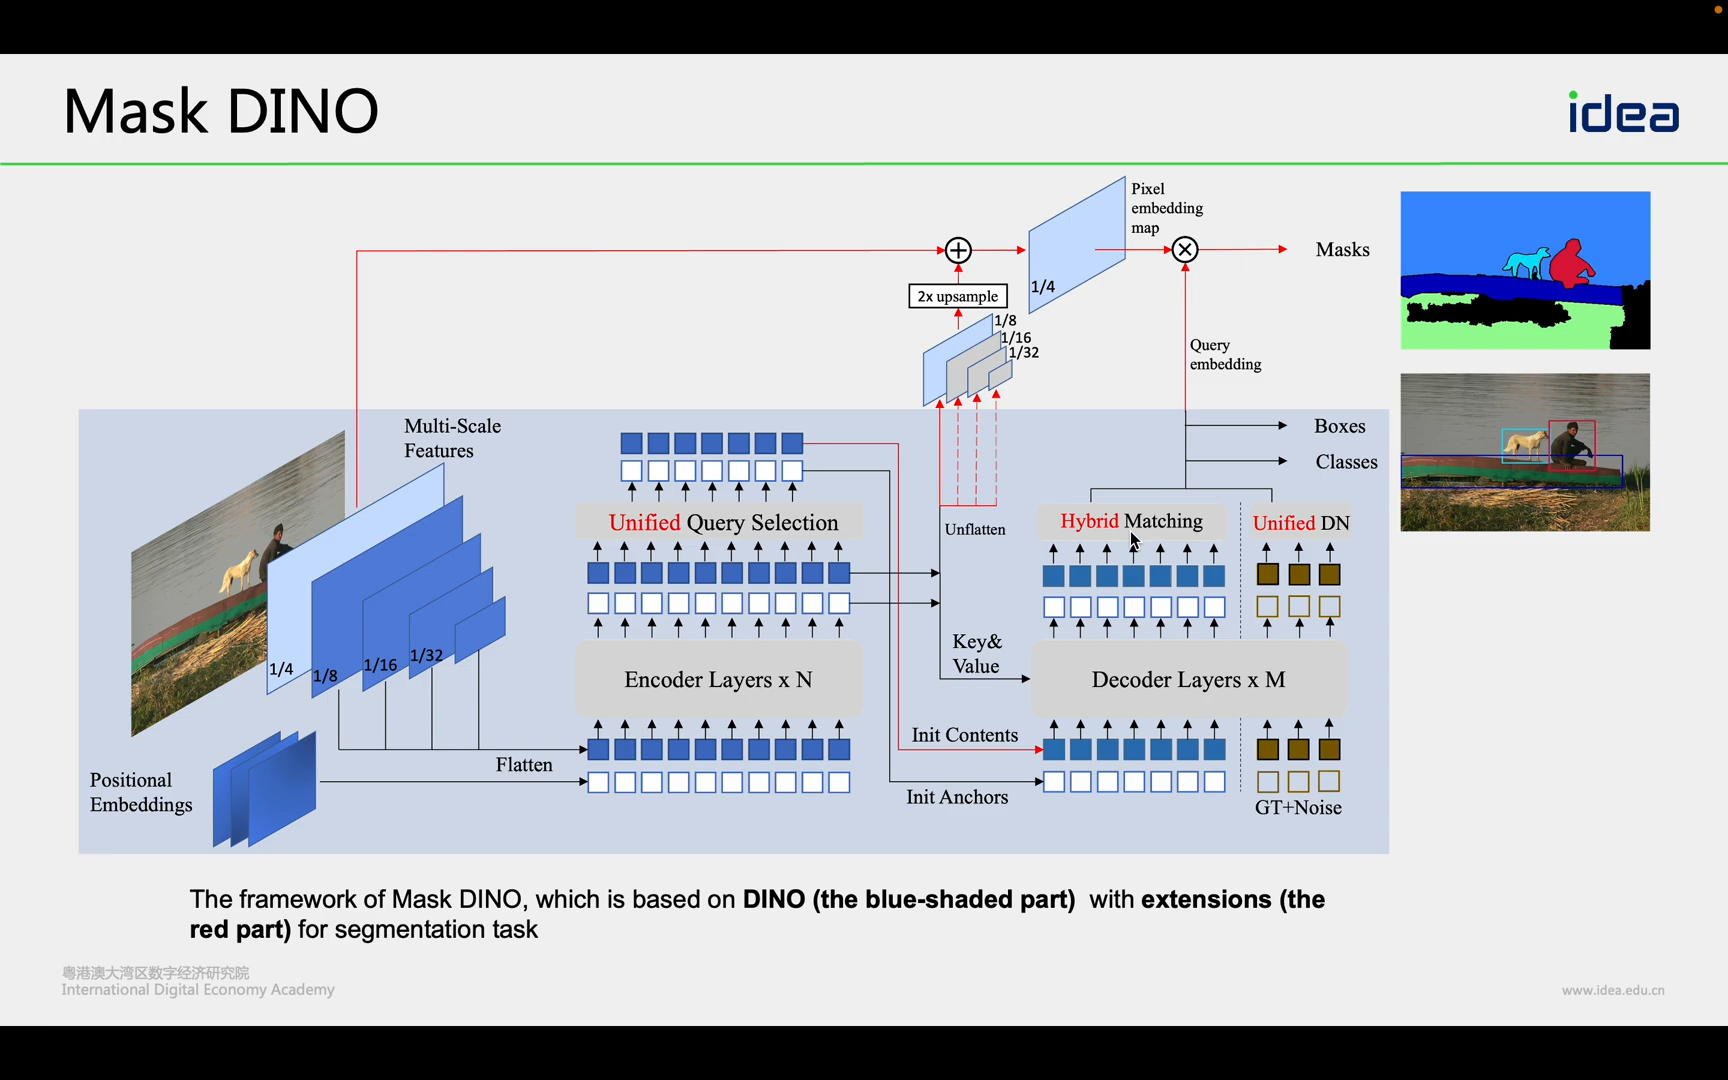 Mask DINO
idea
Pixel
embedding
map
Masks
1/4
2x upsample
1/8
1/16
1/32
Query
embedding
Multi-Scale
Features
Boxes
Classes
Unified Query Selection
Unflatten
Hybrid Matching
Unified DN
1/4
1/8
1/16
1/32
Key&
Value
Encoder Layers x N
Decoder Layers x M
Init Contents
Flatten
Positional
Embeddings
Init Anchors
GT+Noise
The framework of Mask DINO, which is based on DINO (the blue-shaded part) with extensions (the
red part) for segmentation task
粤港澳大湾区数字经济研究院
International Digital Economy Academy
www.idea.edu.cn